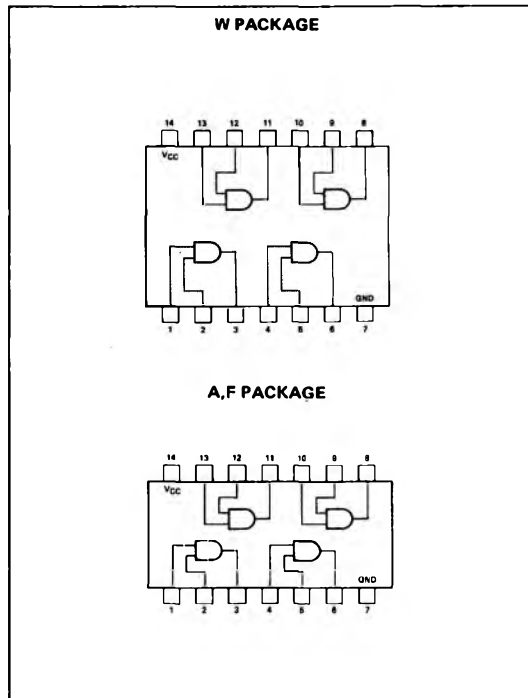 W PACKAGE
14 13 12 11 10 9 8
VCC
GND
1 2 3 4 5 6 7
A,F PACKAGE
14 13 12 11 10 9 8
VCC
GND
1 2 3 4 5 6 7